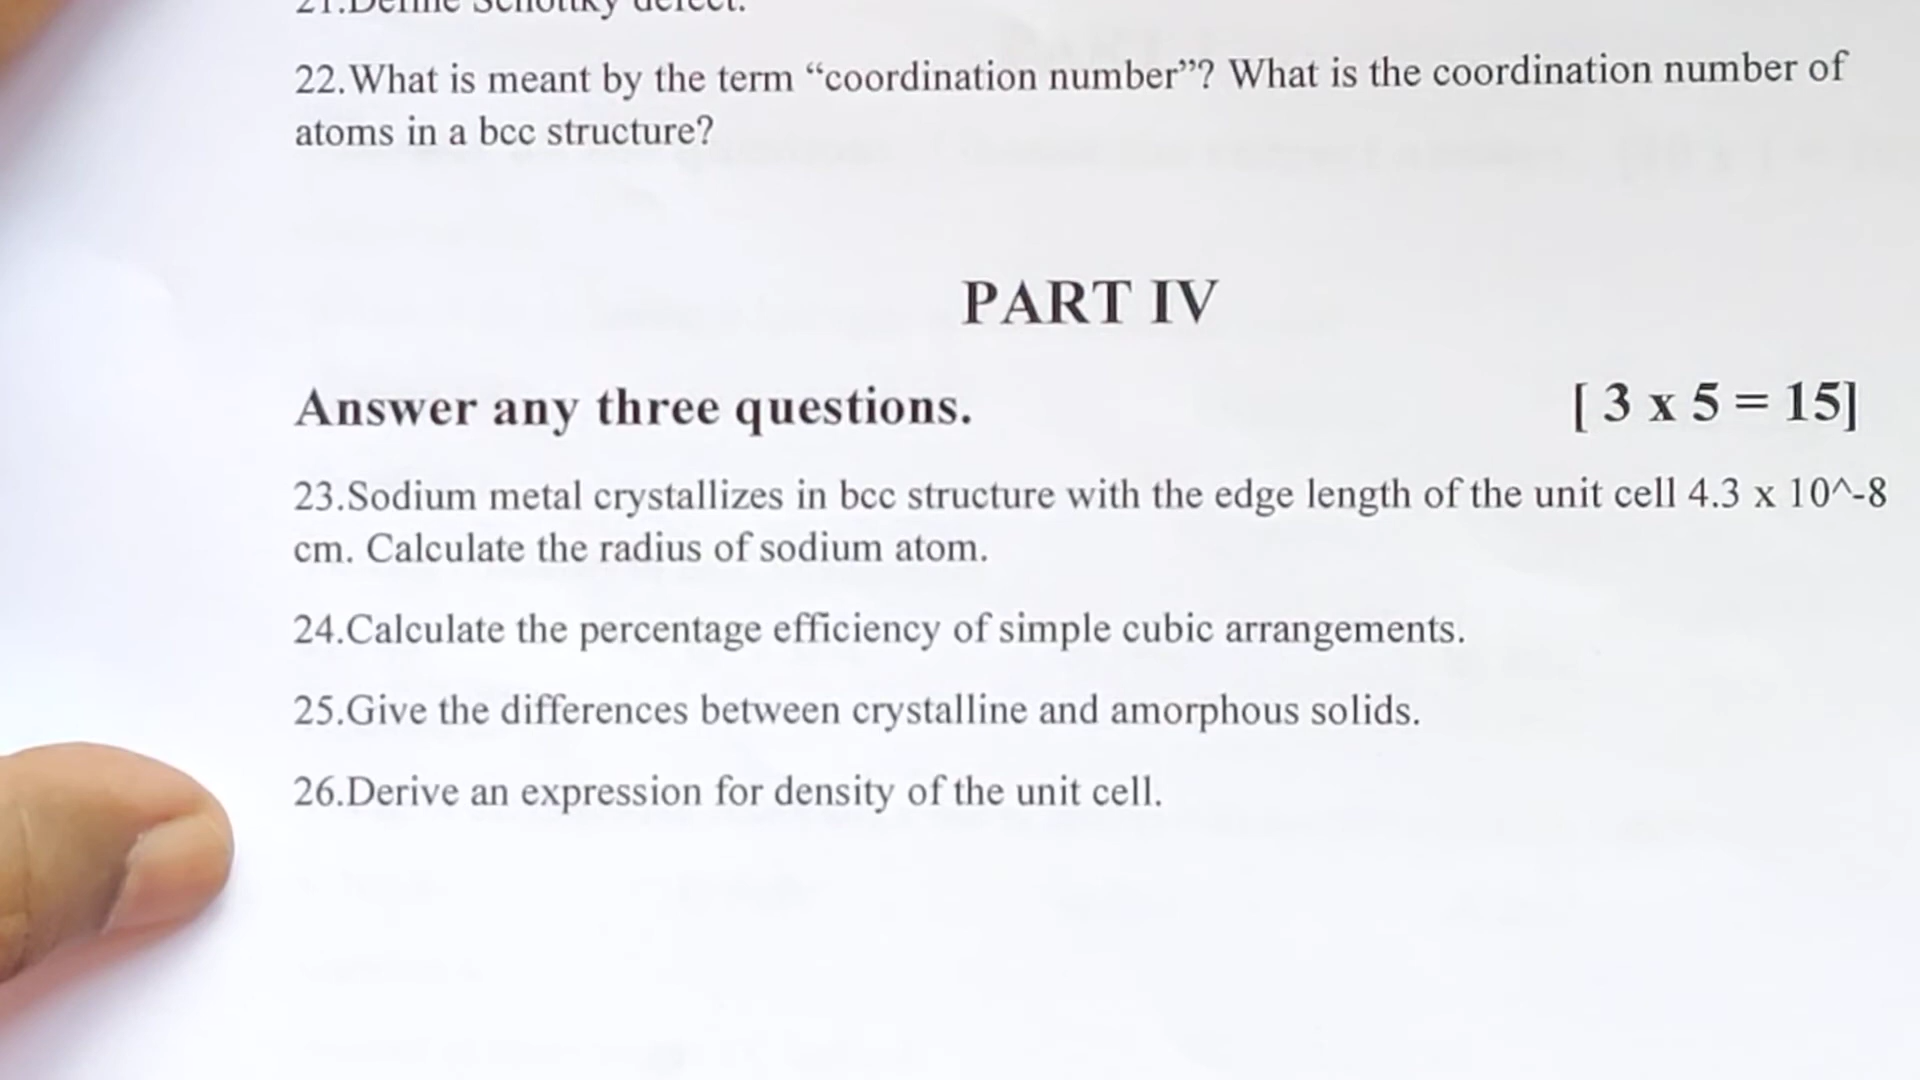 21.Define Schottky defect.
22.What is meant by the term “coordination number”? What is the coordination number of
atoms in a bcc structure?
PART IV
Answer any three questions. [ 3 x 5 = 15]
23.Sodium metal crystallizes in bcc structure with the edge length of the unit cell 4.3 x 10^-8
cm. Calculate the radius of sodium atom.
24.Calculate the percentage efficiency of simple cubic arrangements.
25.Give the differences between crystalline and amorphous solids.
26.Derive an expression for density of the unit cell.